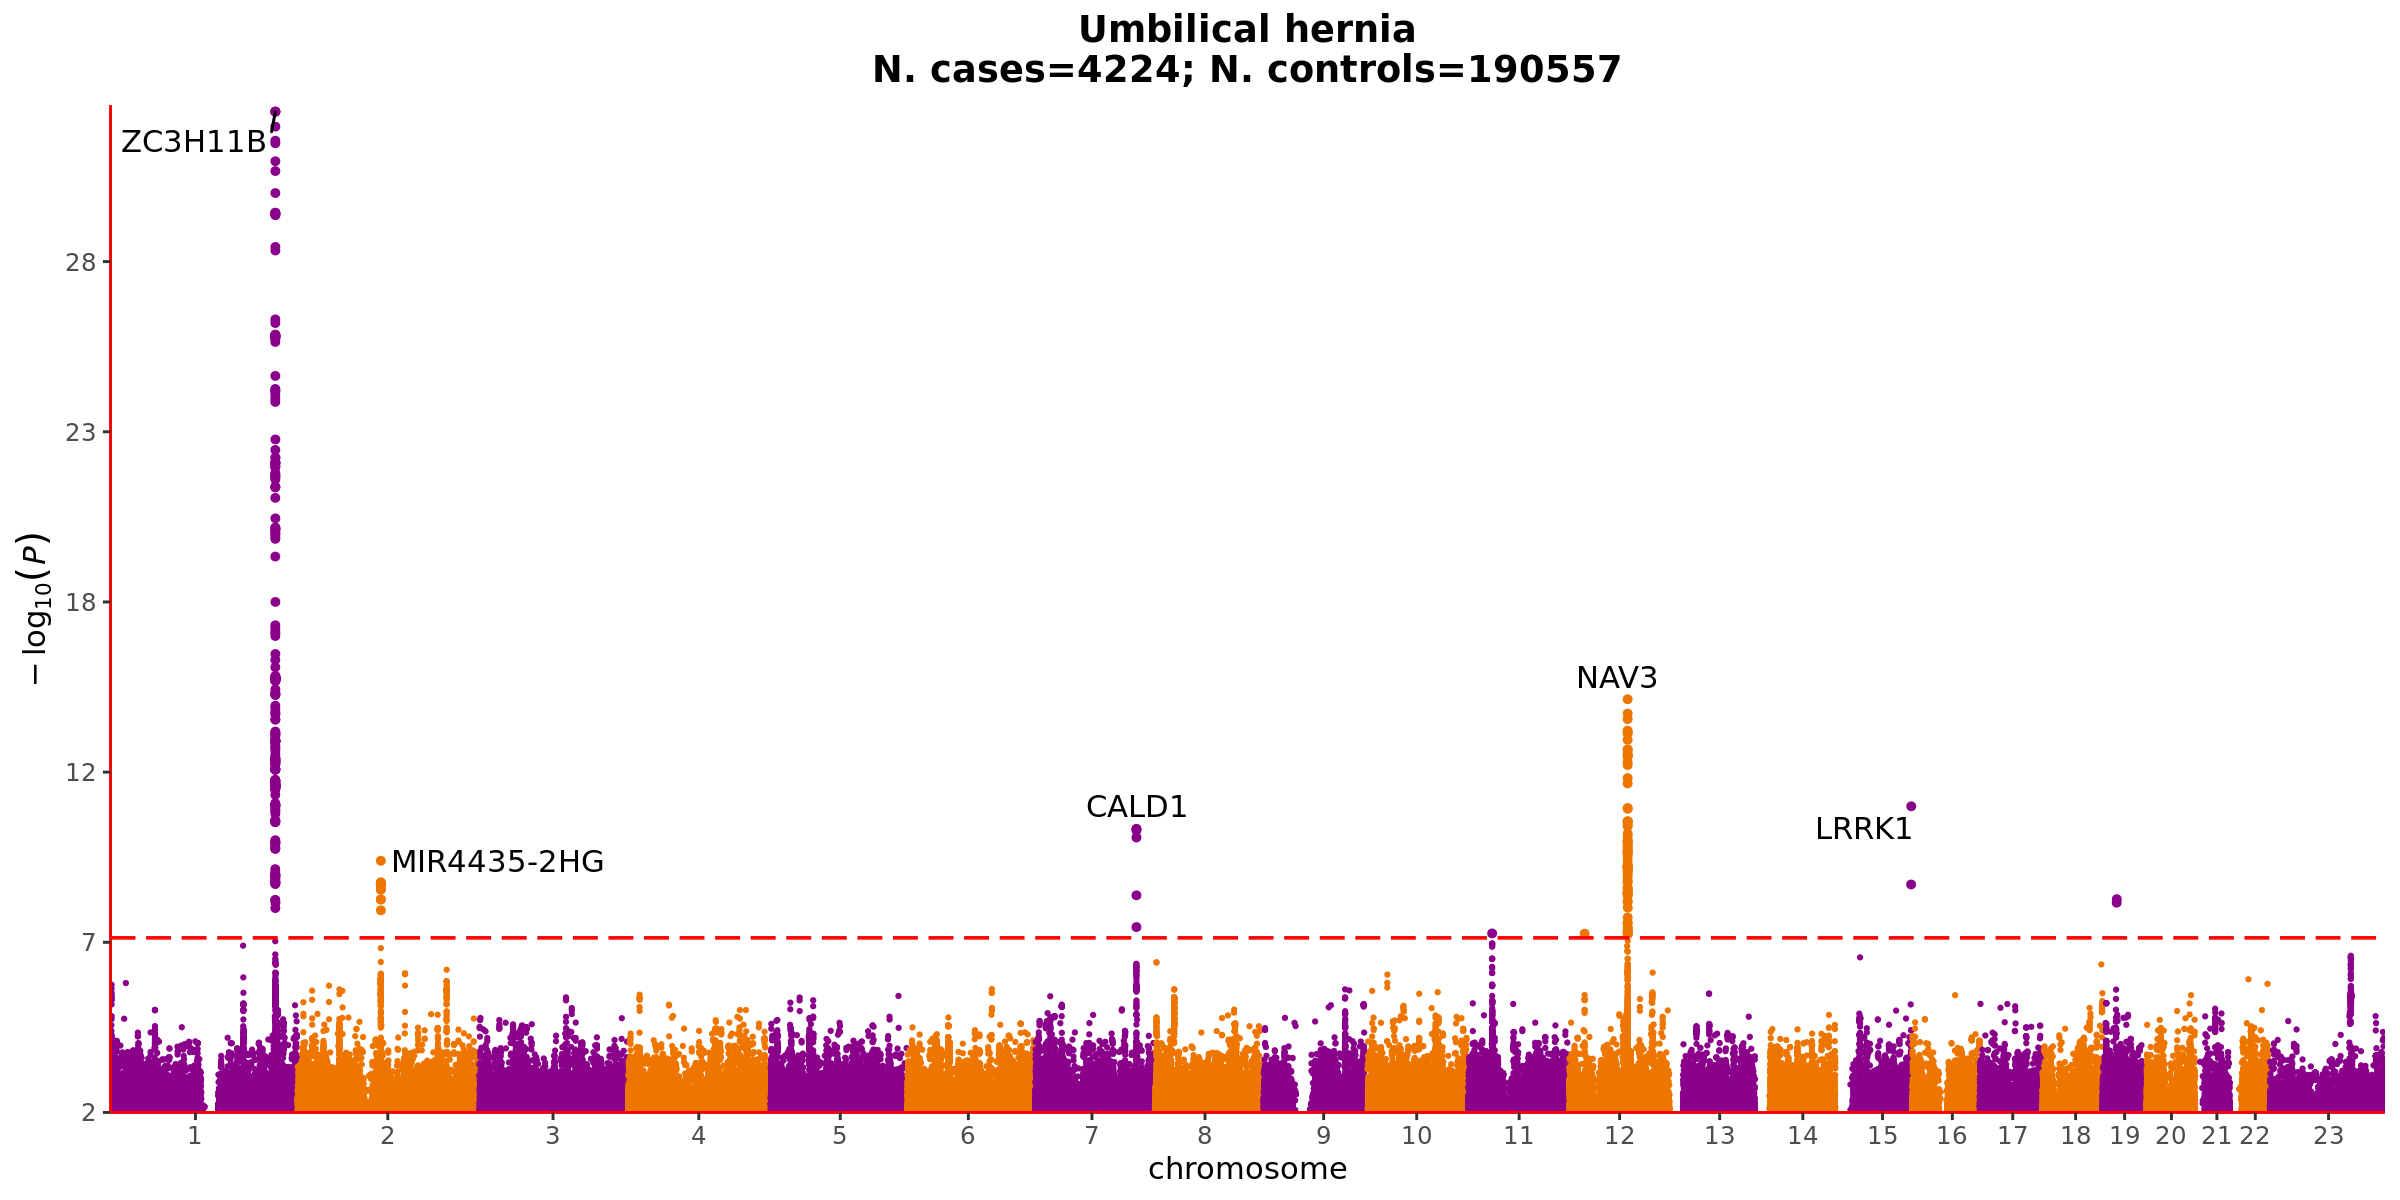 Umbilical hernia
N. cases=4224; N. controls=190557
ZC3H11B
28
23
18
NAV3
12
CALD1
LRRK1
MIR4435-2HG
7
2
−log10(P)
1 2 3 4 5 6 7 8 9 10 11 12 13 14 15 16 17 18 19 20 21 22 23
chromosome